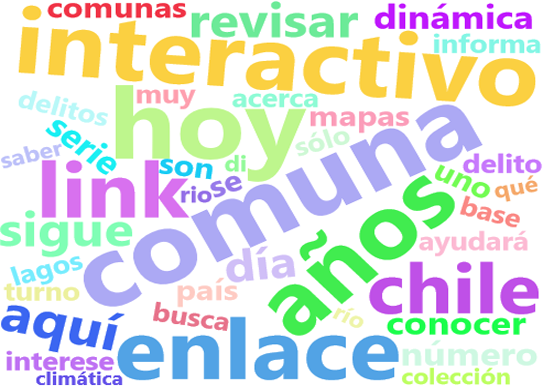 comunas
revisar
dinámica
interactivo
informa
delitos
hoy
muy
acerca
mapas
serie
sólo
saber
link
son
di
rio
se
comuna
delito
uno
qué
base
sigue
años
ayudará
lagos
día
turno
país
chile
aquí
busca
río
conocer
enlace
interese
número
climática
colección